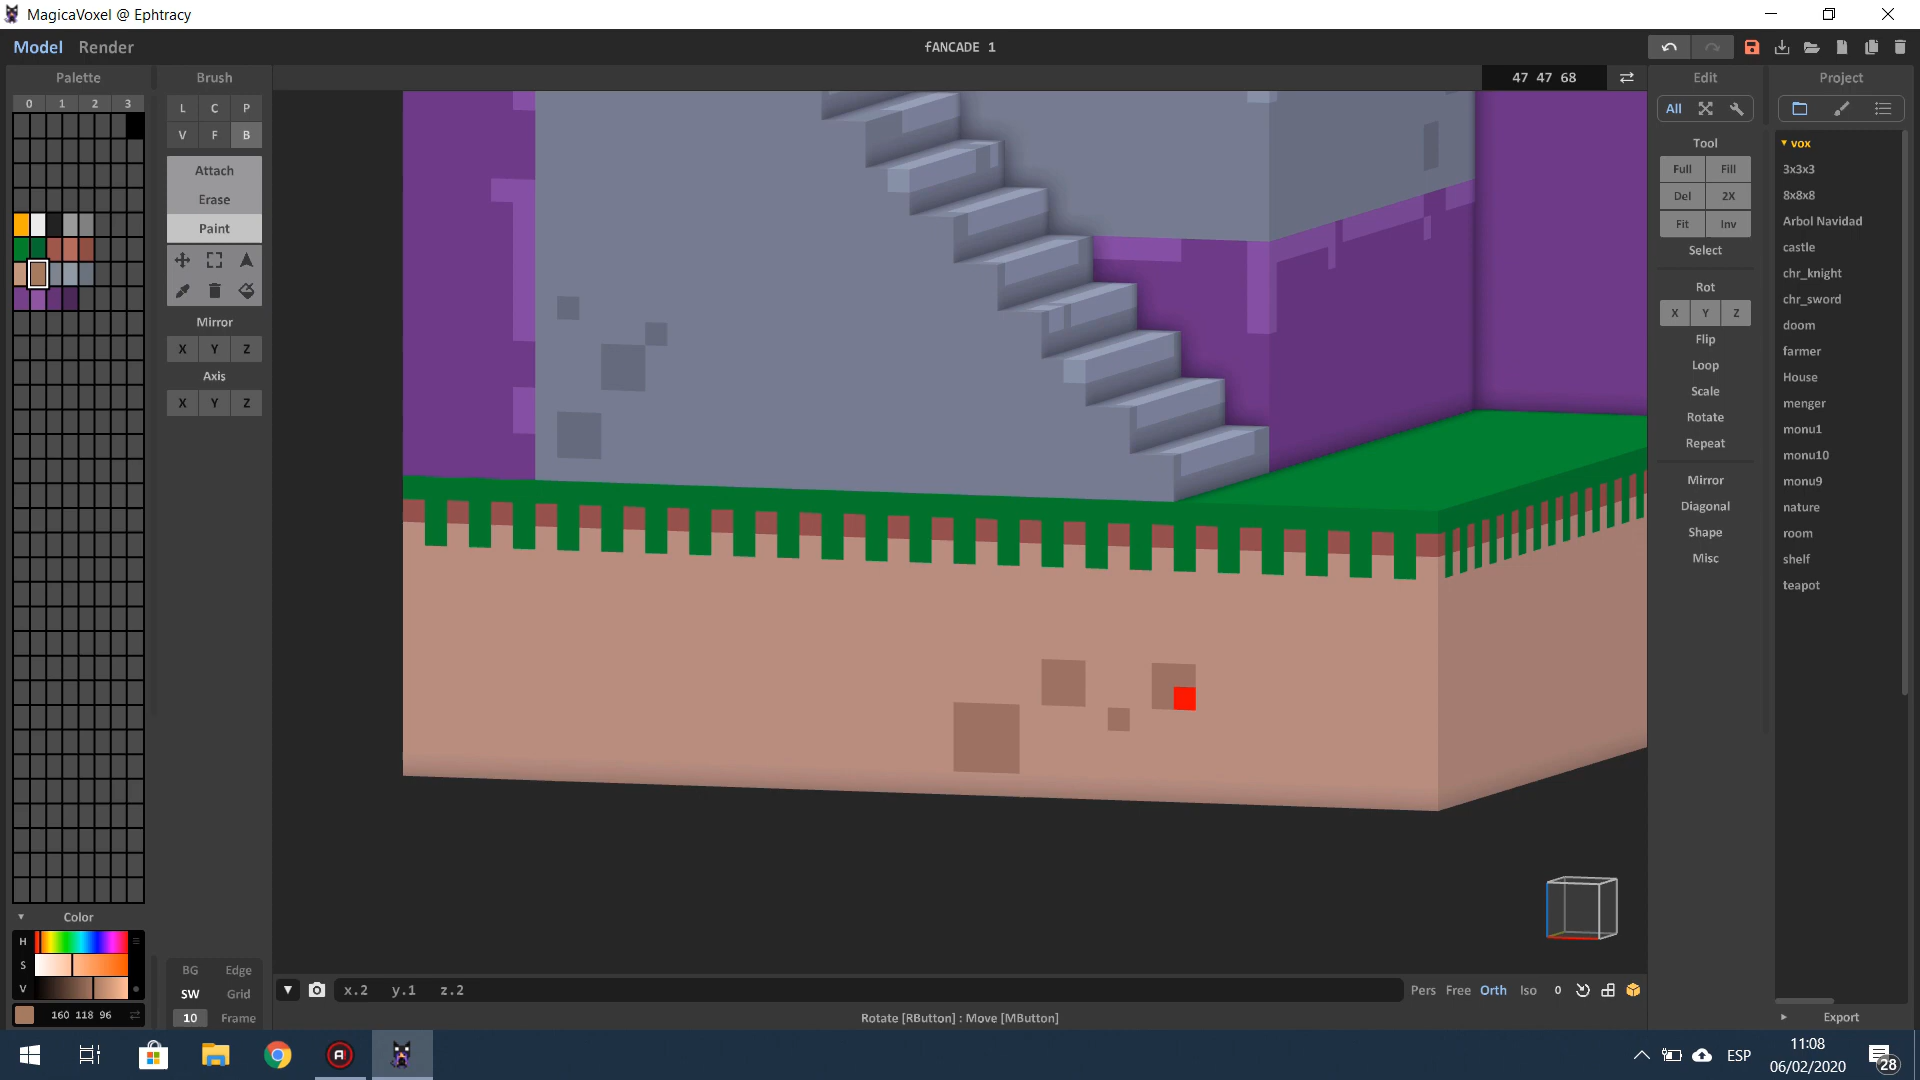 MagicaVoxel @ Ephtracy
Model Render
fANCADE 1
Palette
Brush
47 47 68
Edit
Project
0 1 2 3
L C P
V F B
All
Attach
Erase
Paint
Tool
Full Fill
Del 2X
Fit Inv
Select
Mirror
X Y Z
Axis
X Y Z
Rot
X Y Z
Flip
Loop
Scale
Rotate
Repeat
Mirror
Diagonal
Shape
Misc
vox
3x3x3
8x8x8
Arbol Navidad
castle
chr_knight
chr_sword
doom
farmer
House
menger
monu1
monu10
monu9
nature
room
shelf
teapot
Color
H
S
V
160 118 96
BG Edge
SW Grid
10 Frame
x.2 y.1 z.2
Pers Free Orth Iso 0
Rotate [RButton] : Move [MButton]
Export
ESP
11:08
06/02/2020
28